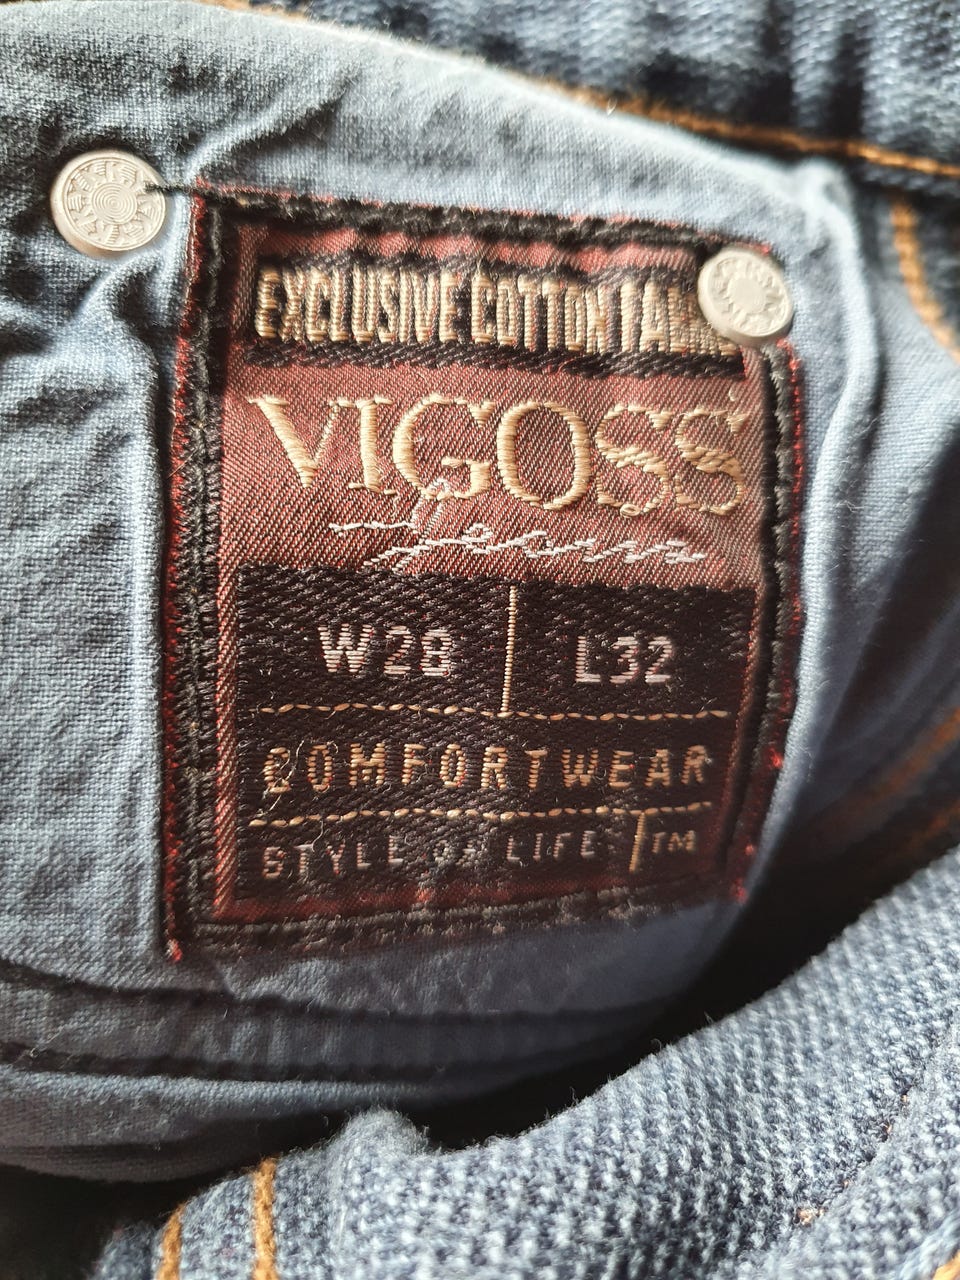 EXCLUSIVE COTTON
VIGOSS
Jeans
W28 L32
COMFORTWEAR
STYLE OF LIFE TM